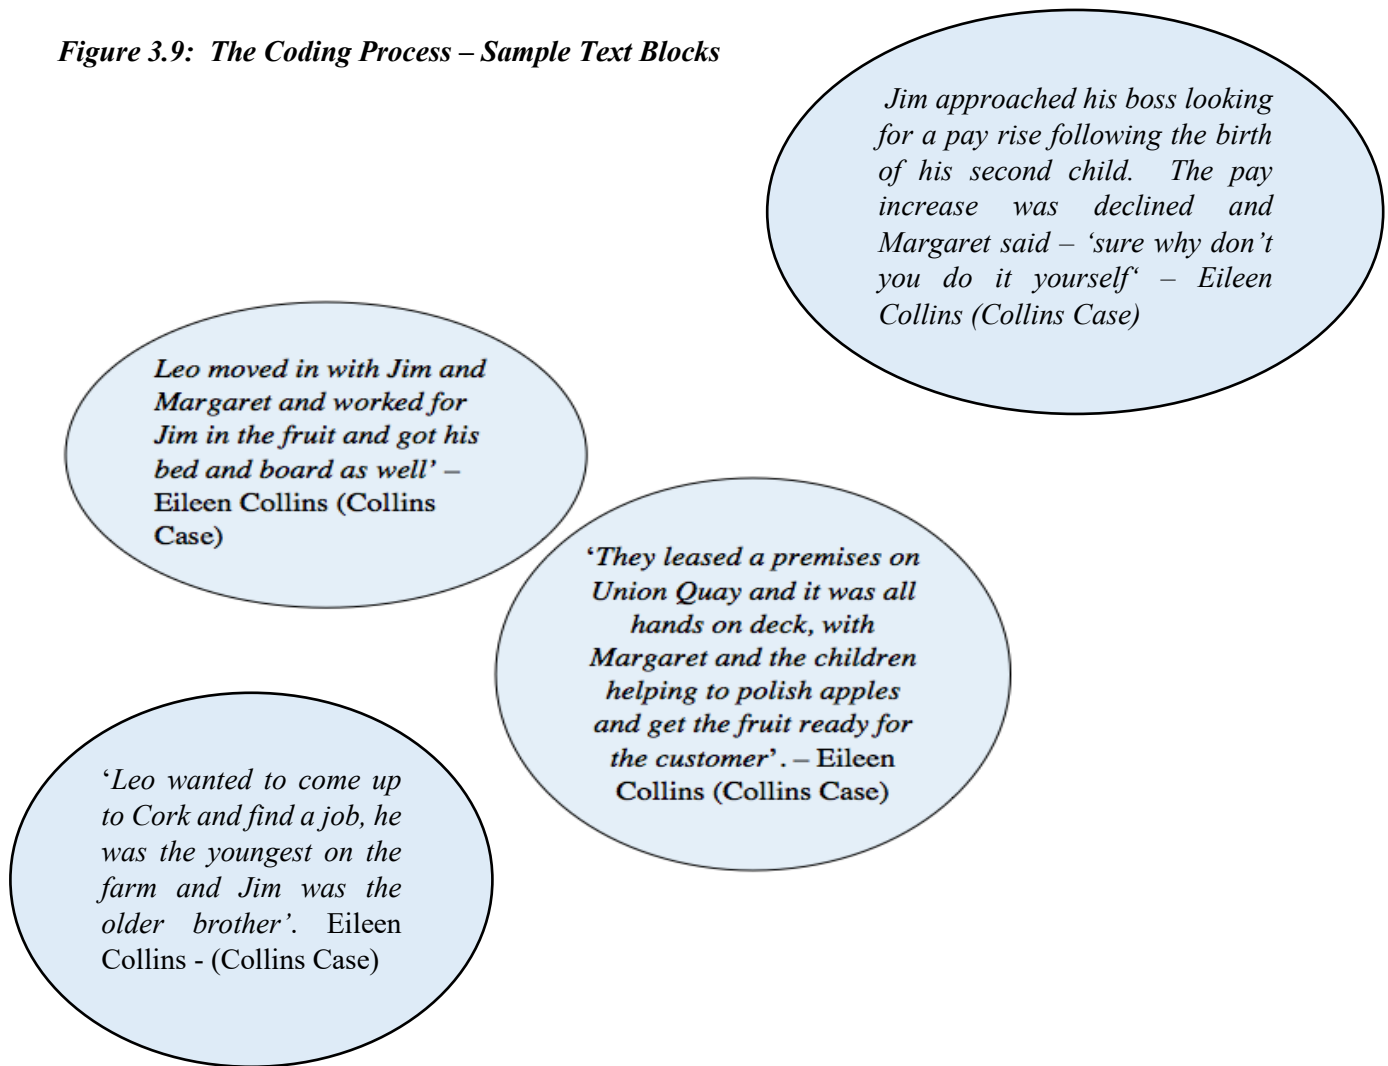 Figure 3.9: The Coding Process – Sample Text Blocks
Jim approached his boss looking
for a pay rise following the birth
of his second child. The pay
increase was declined and
Margaret said – ‘sure why don’t
you do it yourself‘ – Eileen
Collins (Collins Case)
Leo moved in with Jim and
Margaret and worked for
Jim in the fruit and got his
bed and board as well’ –
Eileen Collins (Collins
Case)
‘They leased a premises on
Union Quay and it was all
hands on deck, with
Margaret and the children
helping to polish apples
and get the fruit ready for
the customer’. – Eileen
Collins (Collins Case)
‘Leo wanted to come up
to Cork and find a job, he
was the youngest on the
farm and Jim was the
older brother’. Eileen
Collins - (Collins Case)